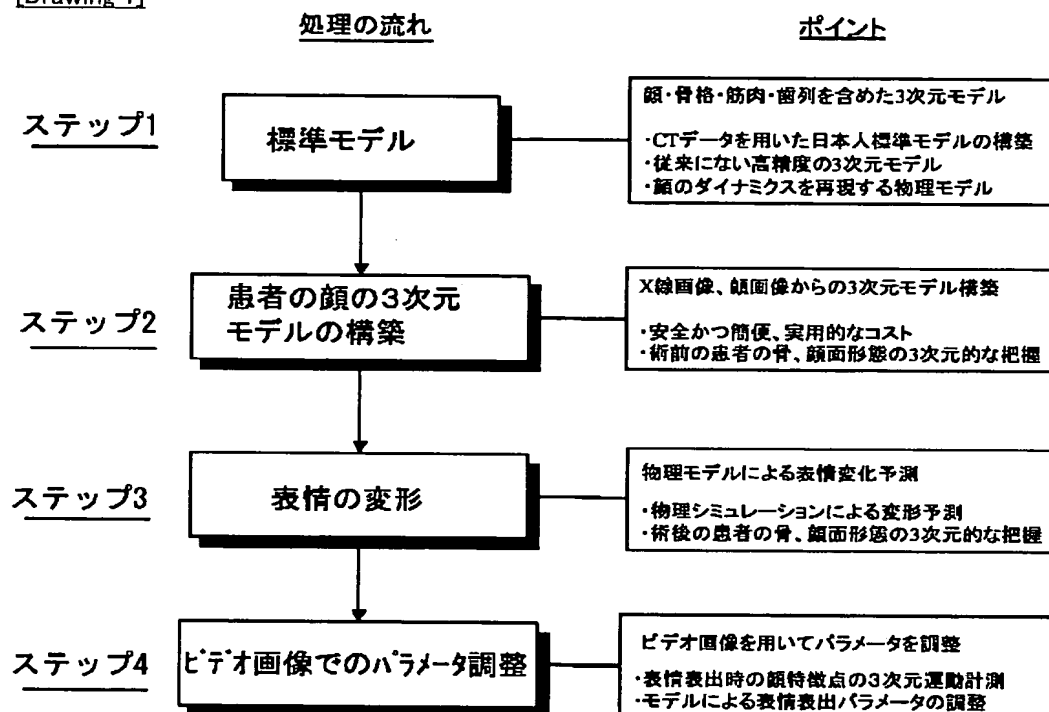 [Drawing 1]
処理の流れ
ポイント
ステップ1
標準モデル
顔・骨格・筋肉・歯列を含めた3次元モデル
・CTデータを用いた日本人標準モデルの構築
・従来にない高精度の3次元モデル
・顔のダイナミクスを再現する物理モデル
ステップ2
患者の顔の3次元
モデルの構築
X線画像、顔画像からの3次元モデル構築
・安全かつ簡便、実用的なコスト
・術前の患者の骨、顔面形態の3次元的な把握
ステップ3
表情の変形
物理モデルによる表情変化予測
・物理シミュレーションによる変形予測
・術後の患者の骨、顔面形態の3次元的な把握
ステップ4
ビデオ画像でのパラメータ調整
ビデオ画像を用いてパラメータを調整
・表情表出時の顔特徴点の3次元運動計測
・モデルによる表情表出パラメータの調整